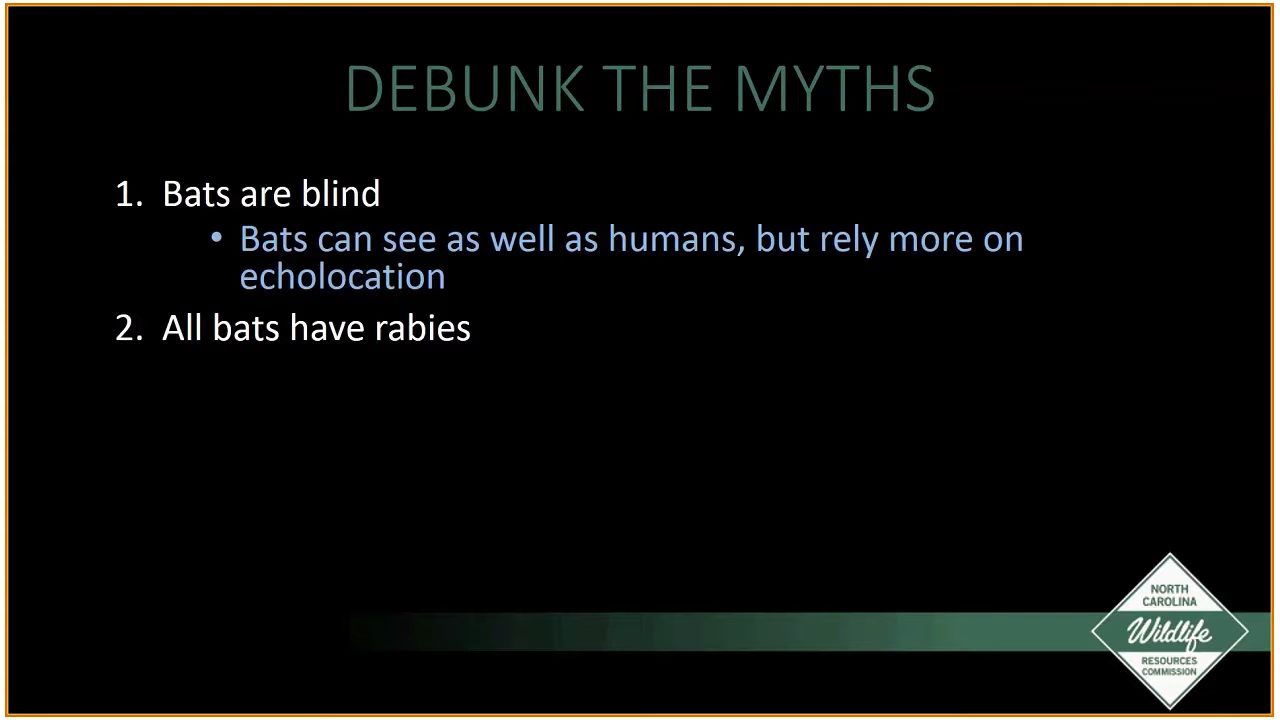 DEBUNK THE MYTHS
1. Bats are blind
• Bats can see as well as humans, but rely more on
echolocation
2. All bats have rabies
NORTH
CAROLINA
Wildlife
RESOURCES
COMMISSION